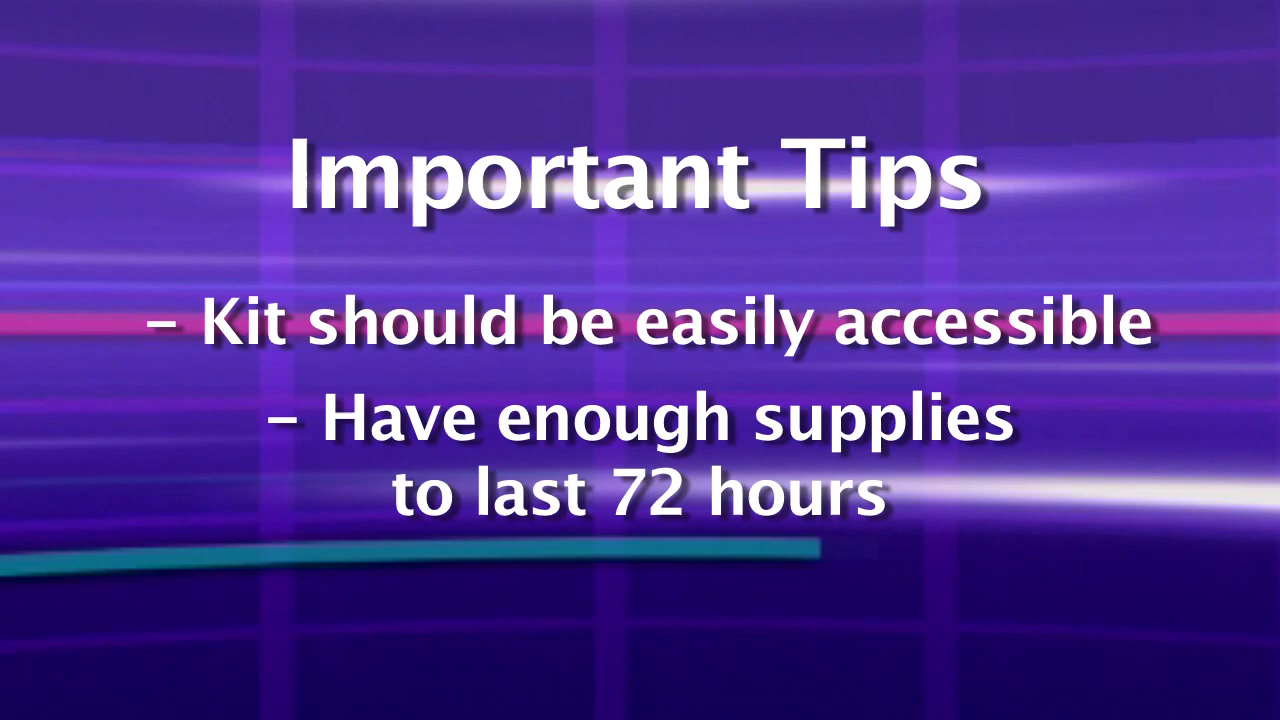 Important Tips
- Kit should be easily accessible
- Have enough supplies
to last 72 hours